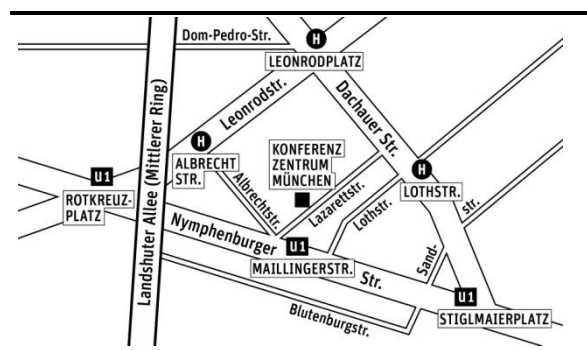 Dom-Pedro-Str.
H
LEONRODPLATZ
Landshuter Allee (Mittlerer Ring)
Leonrodstr.
Dachauer Str.
H
ALBRECHT
STR.
KONFERENZ
ZENTRUM
MÜNCHEN
H
LOTHSTR.
U1
ROTKREUZ-
PLATZ
Albrechtstr.
Lazarettstr.
Lothstr.
Sand-
str.
Nymphenburger
Str.
U1
MAILLINGERSTR.
Blutenburgstr.
U1
STIGLMAIERPLATZ